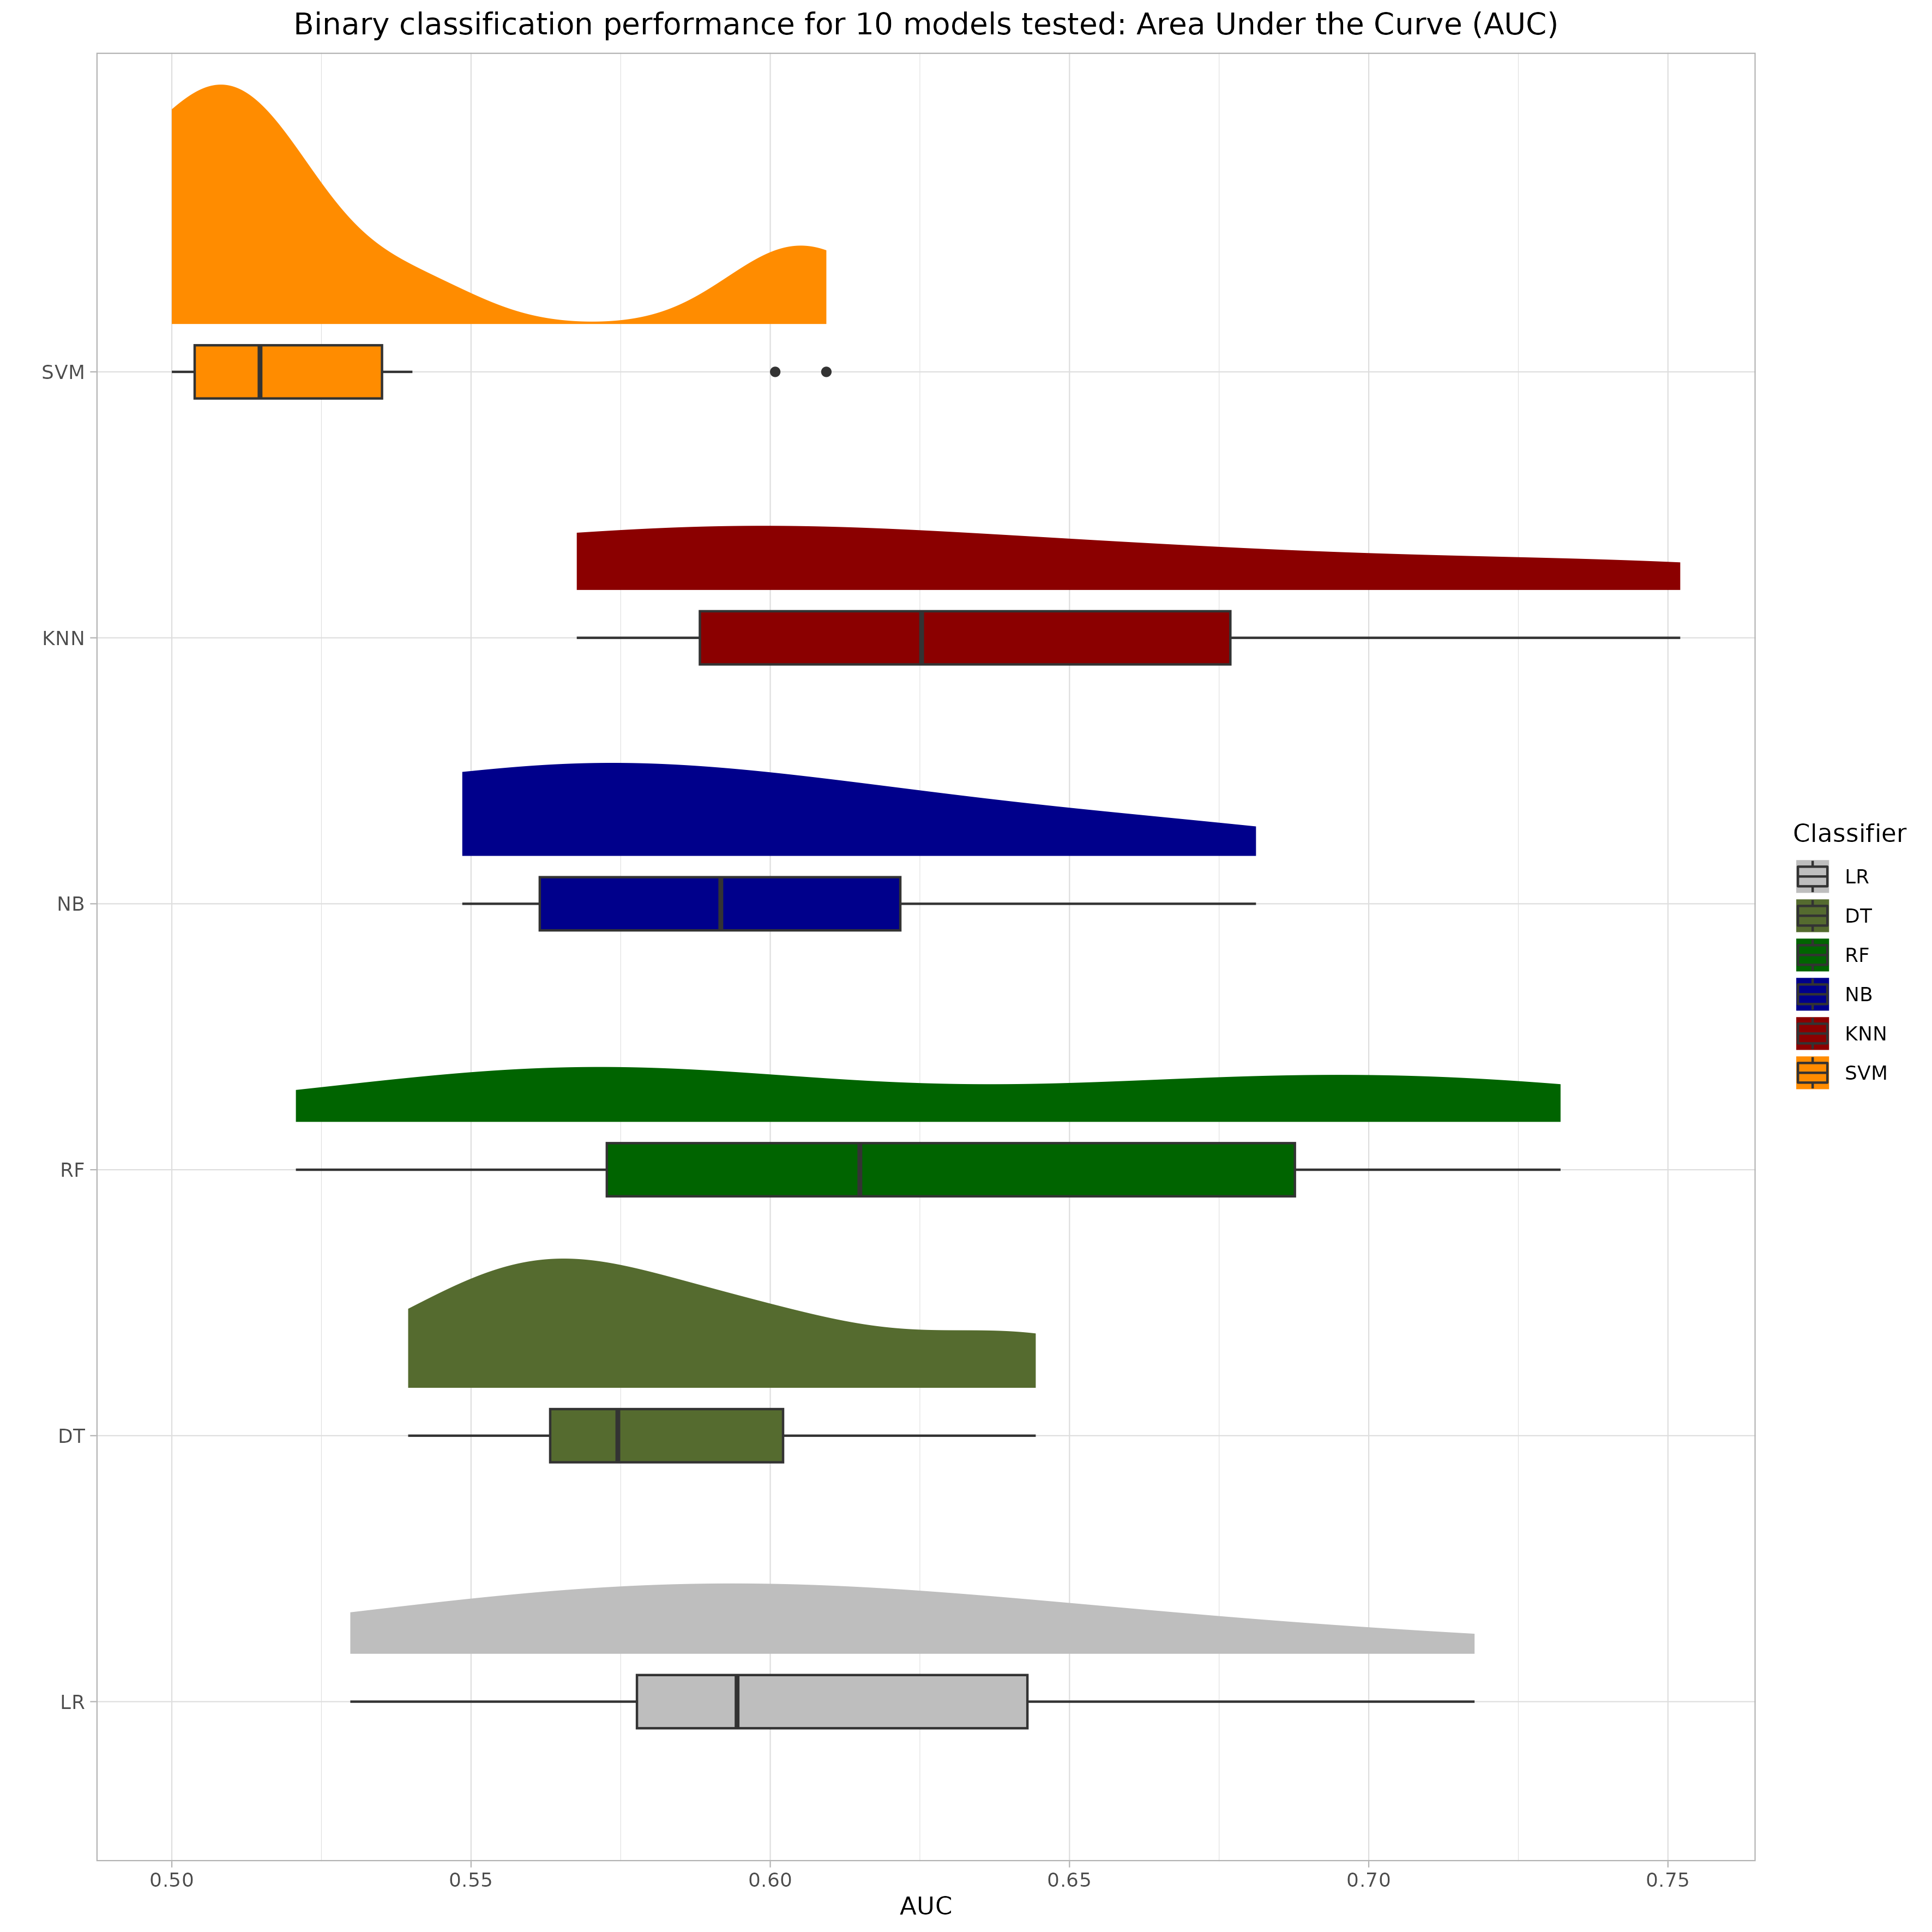 Binary classification performance for 10 models tested: Area Under the Curve (AUC)
SVM
KNN
NB
RF
DT
LR
0.50 0.55 0.60 0.65 0.70 0.75
AUC
Classifier
LR
DT
RF
NB
KNN
SVM